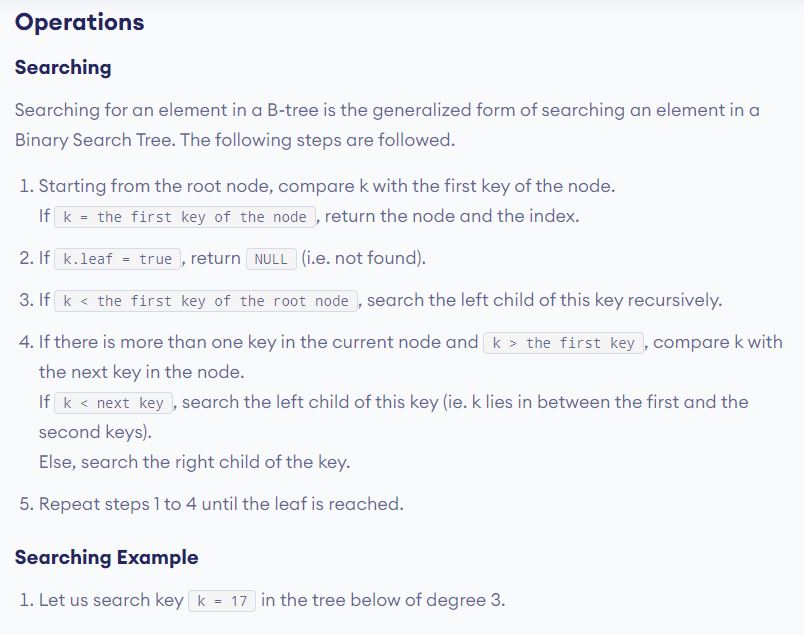 Operations
Searching
Searching for an element in a B-tree is the generalized form of searching an element in a
Binary Search Tree. The following steps are followed.
1. Starting from the root node, compare k with the first key of the node.
If k = the first key of the node, return the node and the index.
2. If k.leaf = true, return NULL (i.e. not found).
3. If k < the first key of the root node, search the left child of this key recursively.
4. If there is more than one key in the current node and k > the first key, compare k with
the next key in the node.
If k < next key, search the left child of this key (ie. k lies in between the first and the
second keys).
Else, search the right child of the key.
5. Repeat steps 1 to 4 until the leaf is reached.
Searching Example
1. Let us search key k = 17 in the tree below of degree 3.